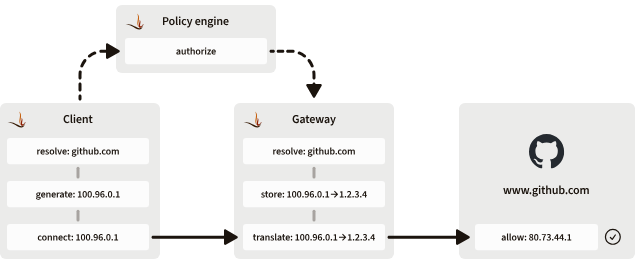 Policy engine
authorize
Client
resolve: github.com
generate: 100.96.0.1
connect: 100.96.0.1
Gateway
resolve: github.com
store: 100.96.0.1→1.2.3.4
translate: 100.96.0.1→1.2.3.4
www.github.com
allow: 80.73.44.1